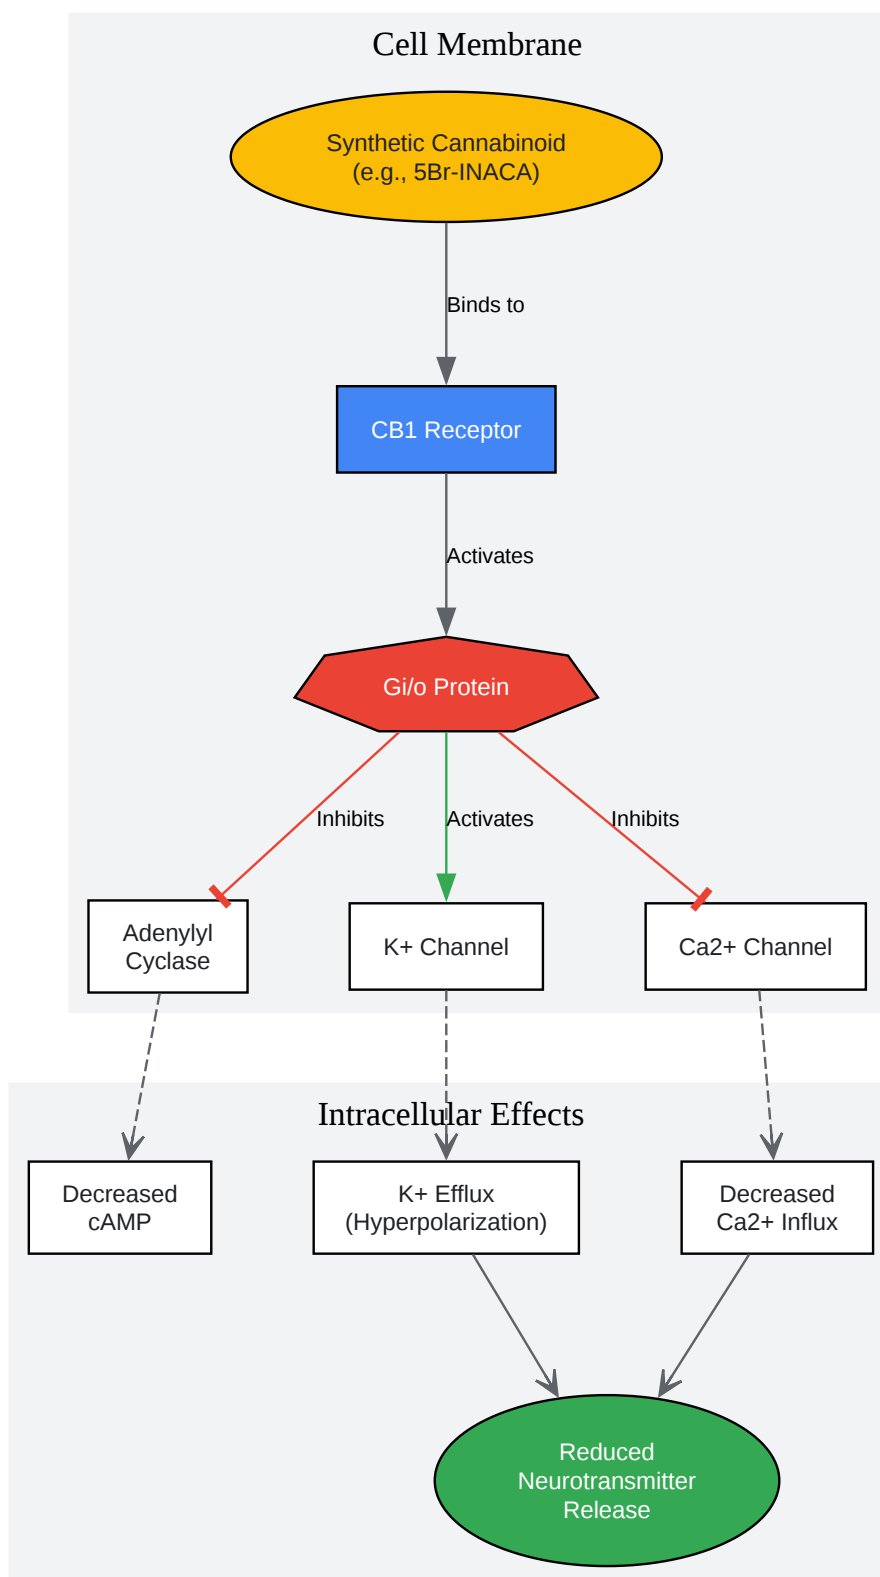 Cell Membrane
Synthetic Cannabinoid
(e.g., 5Br-INACA)
Binds to
CB1 Receptor
Activates
Gi/o Protein
Inhibits
Activates
Inhibits
Adenylyl
Cyclase
K+ Channel
Ca2+ Channel
Intracellular Effects
Decreased
cAMP
K+ Efflux
(Hyperpolarization)
Decreased
Ca2+ Influx
Reduced
Neurotransmitter
Release